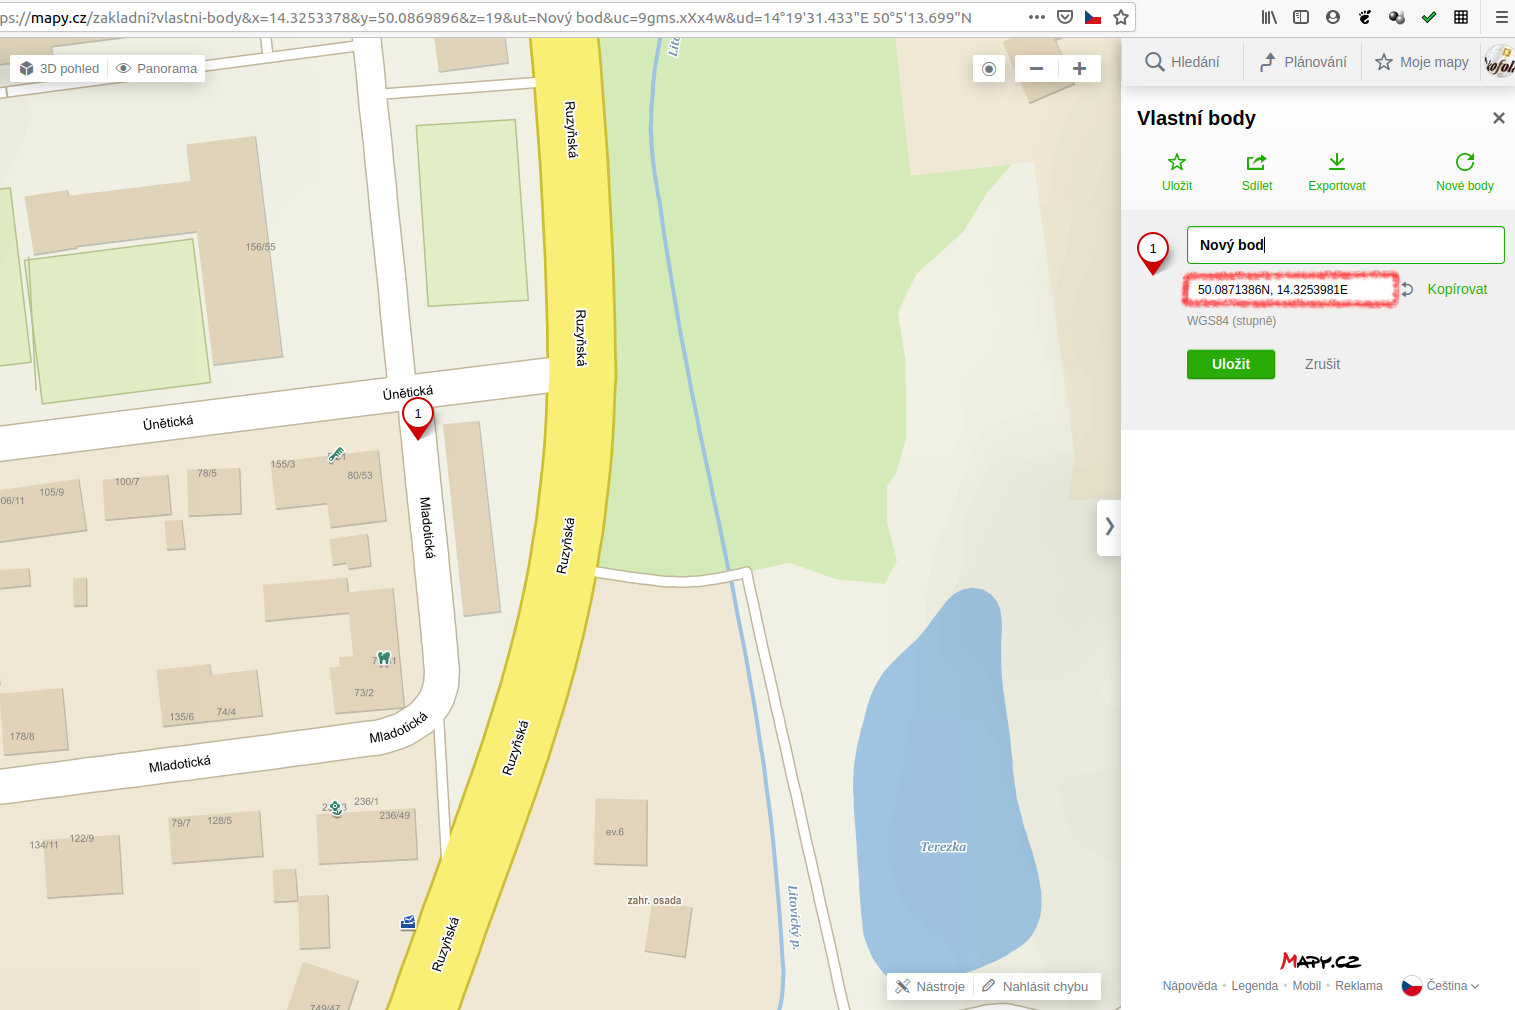 ps://mapy.cz/zakladni?vlastni-body&x=14.3253378&y=50.0869896&z=19&ut=Nový bod&uc=9gms.xXx4w&ud=14°19'31.433"E 50°5'13.699"N
3D pohled
Panorama
Hledání
Plánování
Moje mapy
Vlastní body
Uložit
Sdílet
Exportovat
Nové body
1
Nový bod
50.0871386N, 14.3253981E
Kopírovat
WGS84 (stupně)
Uložit
Zrušit
Ruzyňská
156/55
Ruzyňská
Únětická
Únětická
1
155/3
80/53
78/5
100/7
105/9
06/11
Mladotická
Ruzyňská
73/2
74/4
135/6
178/8
Mladotická
Mladotická
Ruzyňská
236/1
236/49
79/7
128/5
122/9
134/11
ev.6
Terezka
zahr. osada
Litovický p.
Ruzyňská
749/47
Nástroje
Nahlásit chybu
Mapy.cz
Nápověda • Legenda • Mobil • Reklama
Čeština